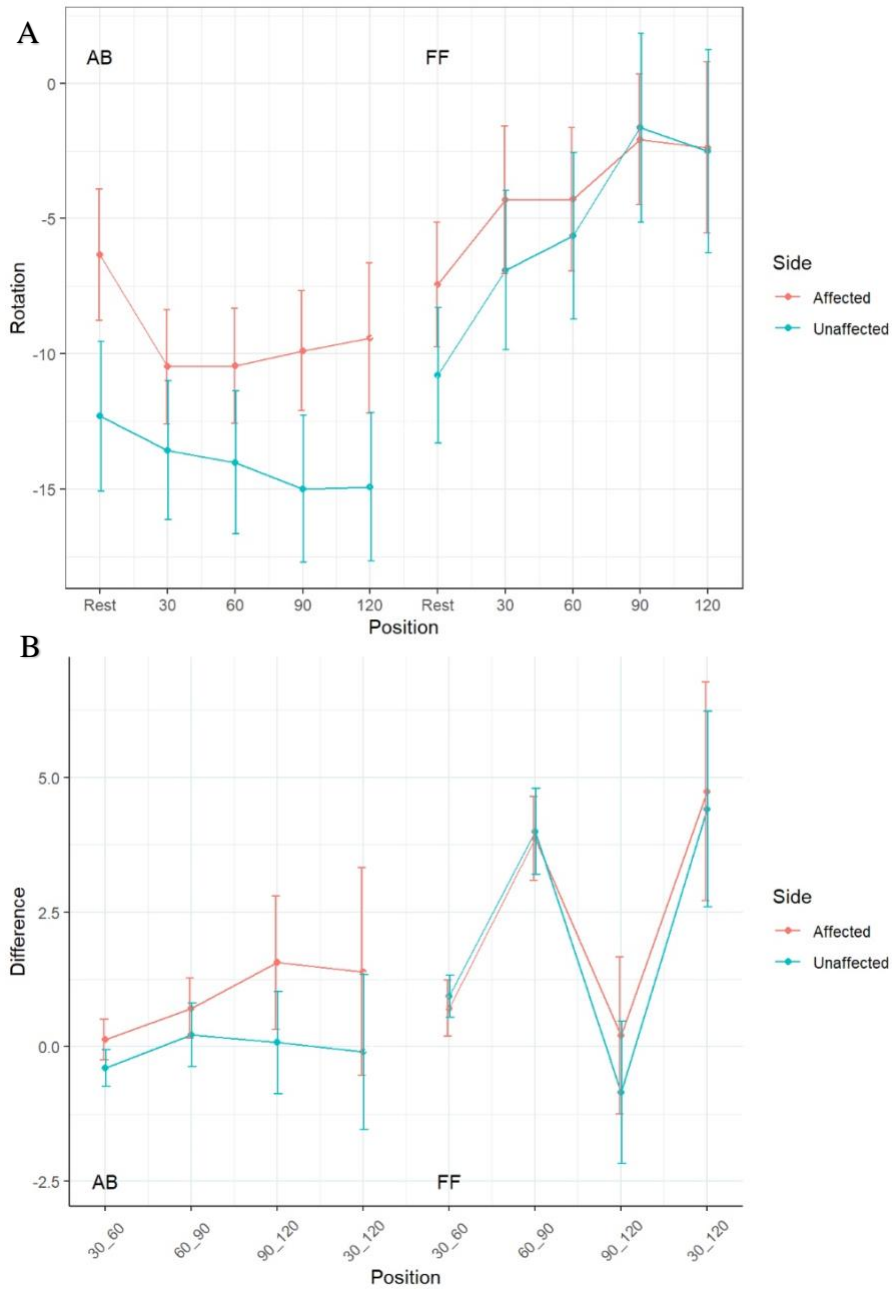 A
AB
FF
0
-5
-10
-15
Rotation
Rest 30 60 90 120 Rest 30 60 90 120
Position
Side
Affected
Unaffected
B
5.0
2.5
0.0
-2.5
Difference
AB
FF
30_60 60_90 90_120 30_120 30_60 60_90 90_120 30_120
Position
Side
Affected
Unaffected